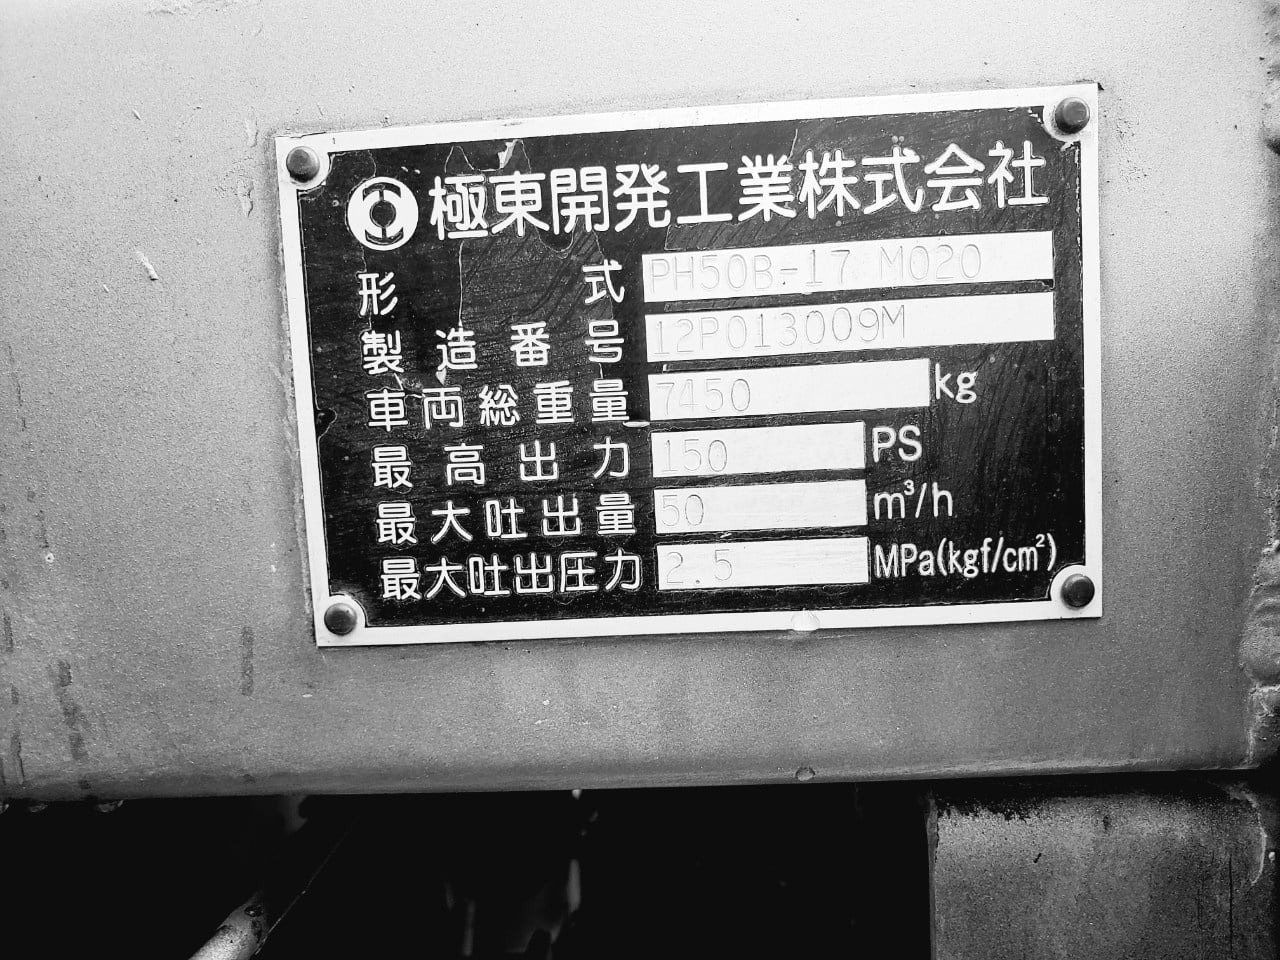 極東開発工業株式会社
形式 PH50B-17 M020
製造番号 12P013009M
車両総重量 7450 kg
最高出力 150 PS
最大吐出量 50 m³/h
最大吐出圧力 2.5 MPa(kgf/cm²)